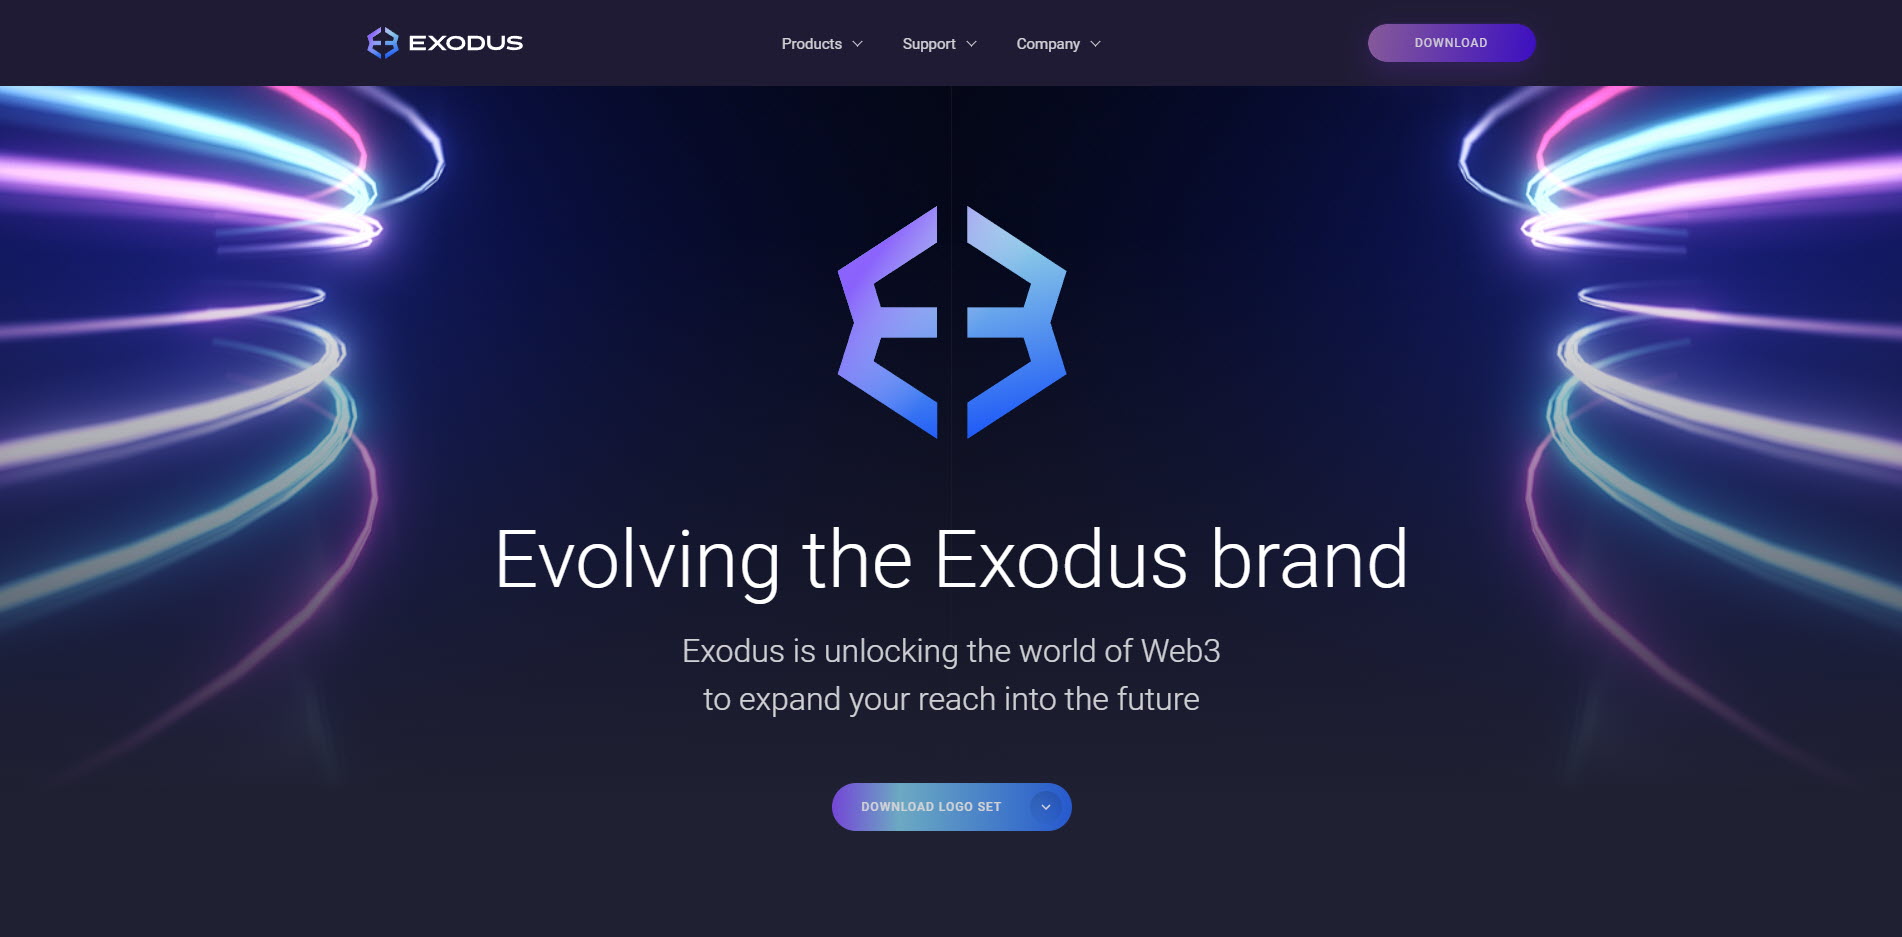 EXODUS
Products
Support
Company
DOWNLOAD
Evolving the Exodus brand
Exodus is unlocking the world of Web3
to expand your reach into the future
DOWNLOAD LOGO SET